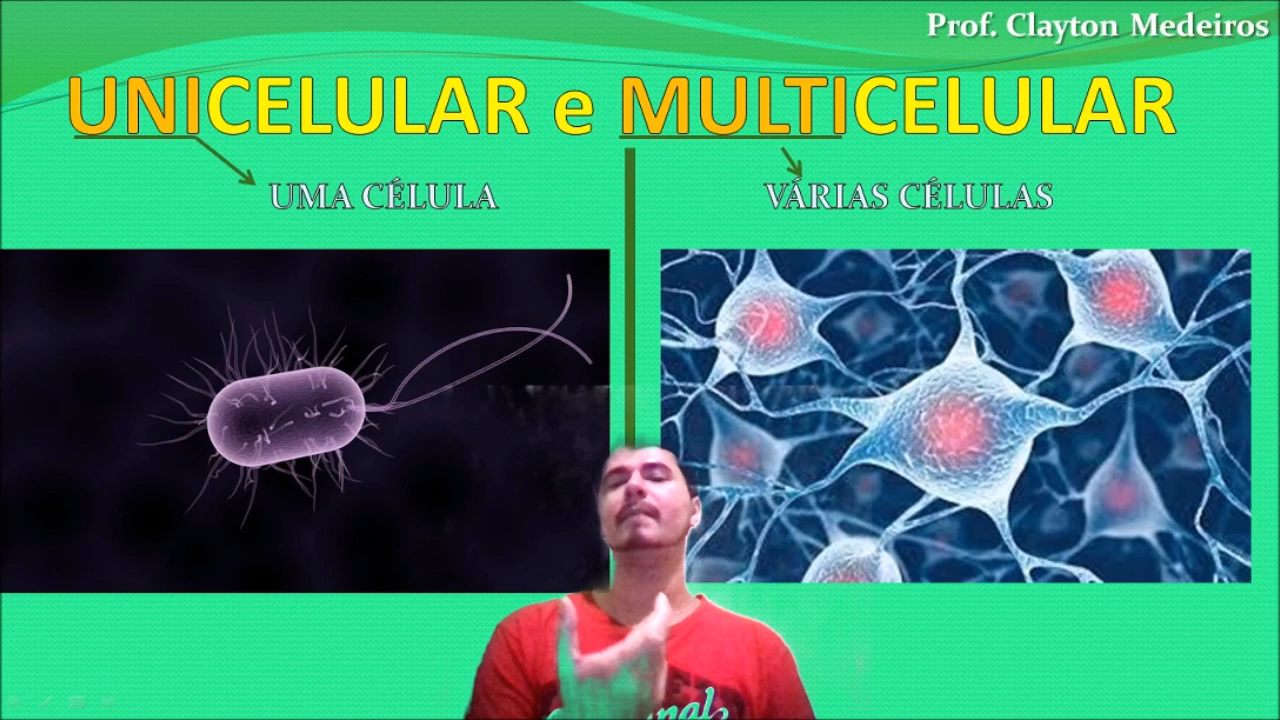 Prof. Clayton Medeiros
UNICELULAR e MULTICELULAR
UMA CÉLULA
VÁRIAS CÉLULAS